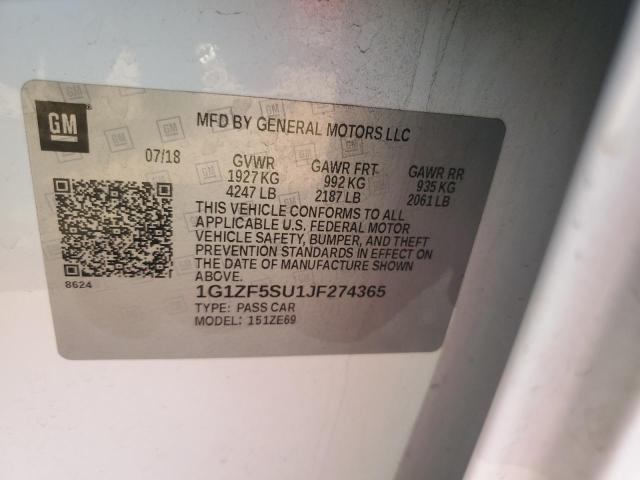 GM
MFD BY GENERAL MOTORS LLC
07/18 GVWR GAWR FRT GAWR RR
1927 KG 992 KG 935 KG
4247 LB 2187 LB 2061 LB
THIS VEHICLE CONFORMS TO ALL
APPLICABLE U.S. FEDERAL MOTOR
VEHICLE SAFETY, BUMPER, AND THEFT
PREVENTION STANDARDS IN EFFECT ON
THE DATE OF MANUFACTURE SHOWN
ABOVE.
8624
1G1ZF5SU1JF274365
TYPE: PASS CAR
MODEL: 151ZE69